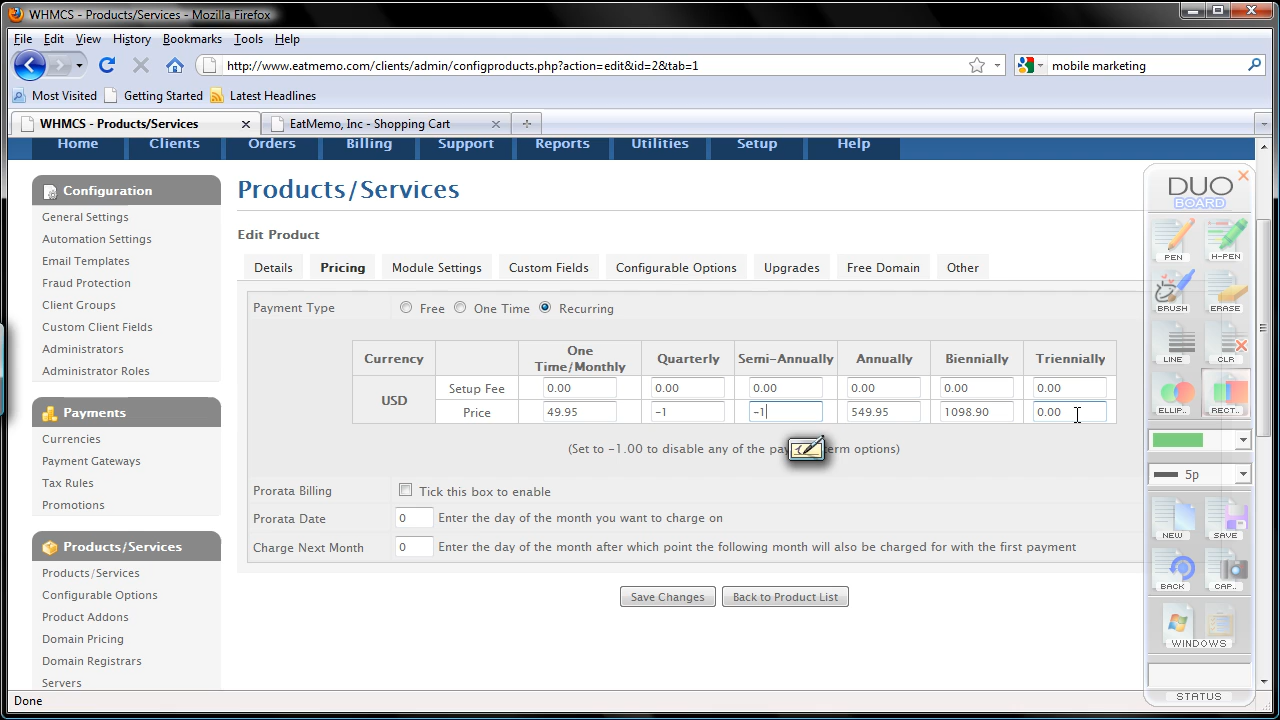 WHMCS - Products/Services - Mozilla Firefox
File Edit View History Bookmarks Tools Help
http://www.eatmemo.com/clients/admin/configproducts.php?action=edit&id=2&tab=1
mobile marketing
Most Visited Getting Started Latest Headlines
WHMCS - Products/Services
EatMemo, Inc - Shopping Cart
Home Clients Orders Billing Support Reports Utilities Setup Help
Configuration
General Settings
Automation Settings
Email Templates
Fraud Protection
Client Groups
Custom Client Fields
Administrators
Administrator Roles
Payments
Currencies
Payment Gateways
Tax Rules
Promotions
Products/Services
Products/Services
Configurable Options
Product Addons
Domain Pricing
Domain Registrars
Servers
Products/Services
Edit Product
Details Pricing Module Settings Custom Fields Configurable Options Upgrades Free Domain Other
Payment Type Free One Time Recurring
Currency One Time/Monthly Quarterly Semi-Annually Annually Biennially Triennially
USD
Setup Fee 0.00 0.00 0.00 0.00 0.00 0.00
Price 49.95 -1 -1 549.95 1098.90 0.00
(Set to -1.00 to disable any of the pay term options)
Prorata Billing Tick this box to enable
Prorata Date 0 Enter the day of the month you want to charge on
Charge Next Month 0 Enter the day of the month after which point the following month will also be charged for with the first payment
Save Changes Back to Product List
DUO
BOARD
PEN H-PEN
BRUSH ERASE
LINE CLR
ELLIP.. RECT..
5p
NEW SAVE
BACK CAP..
WINDOWS
STATUS
Done